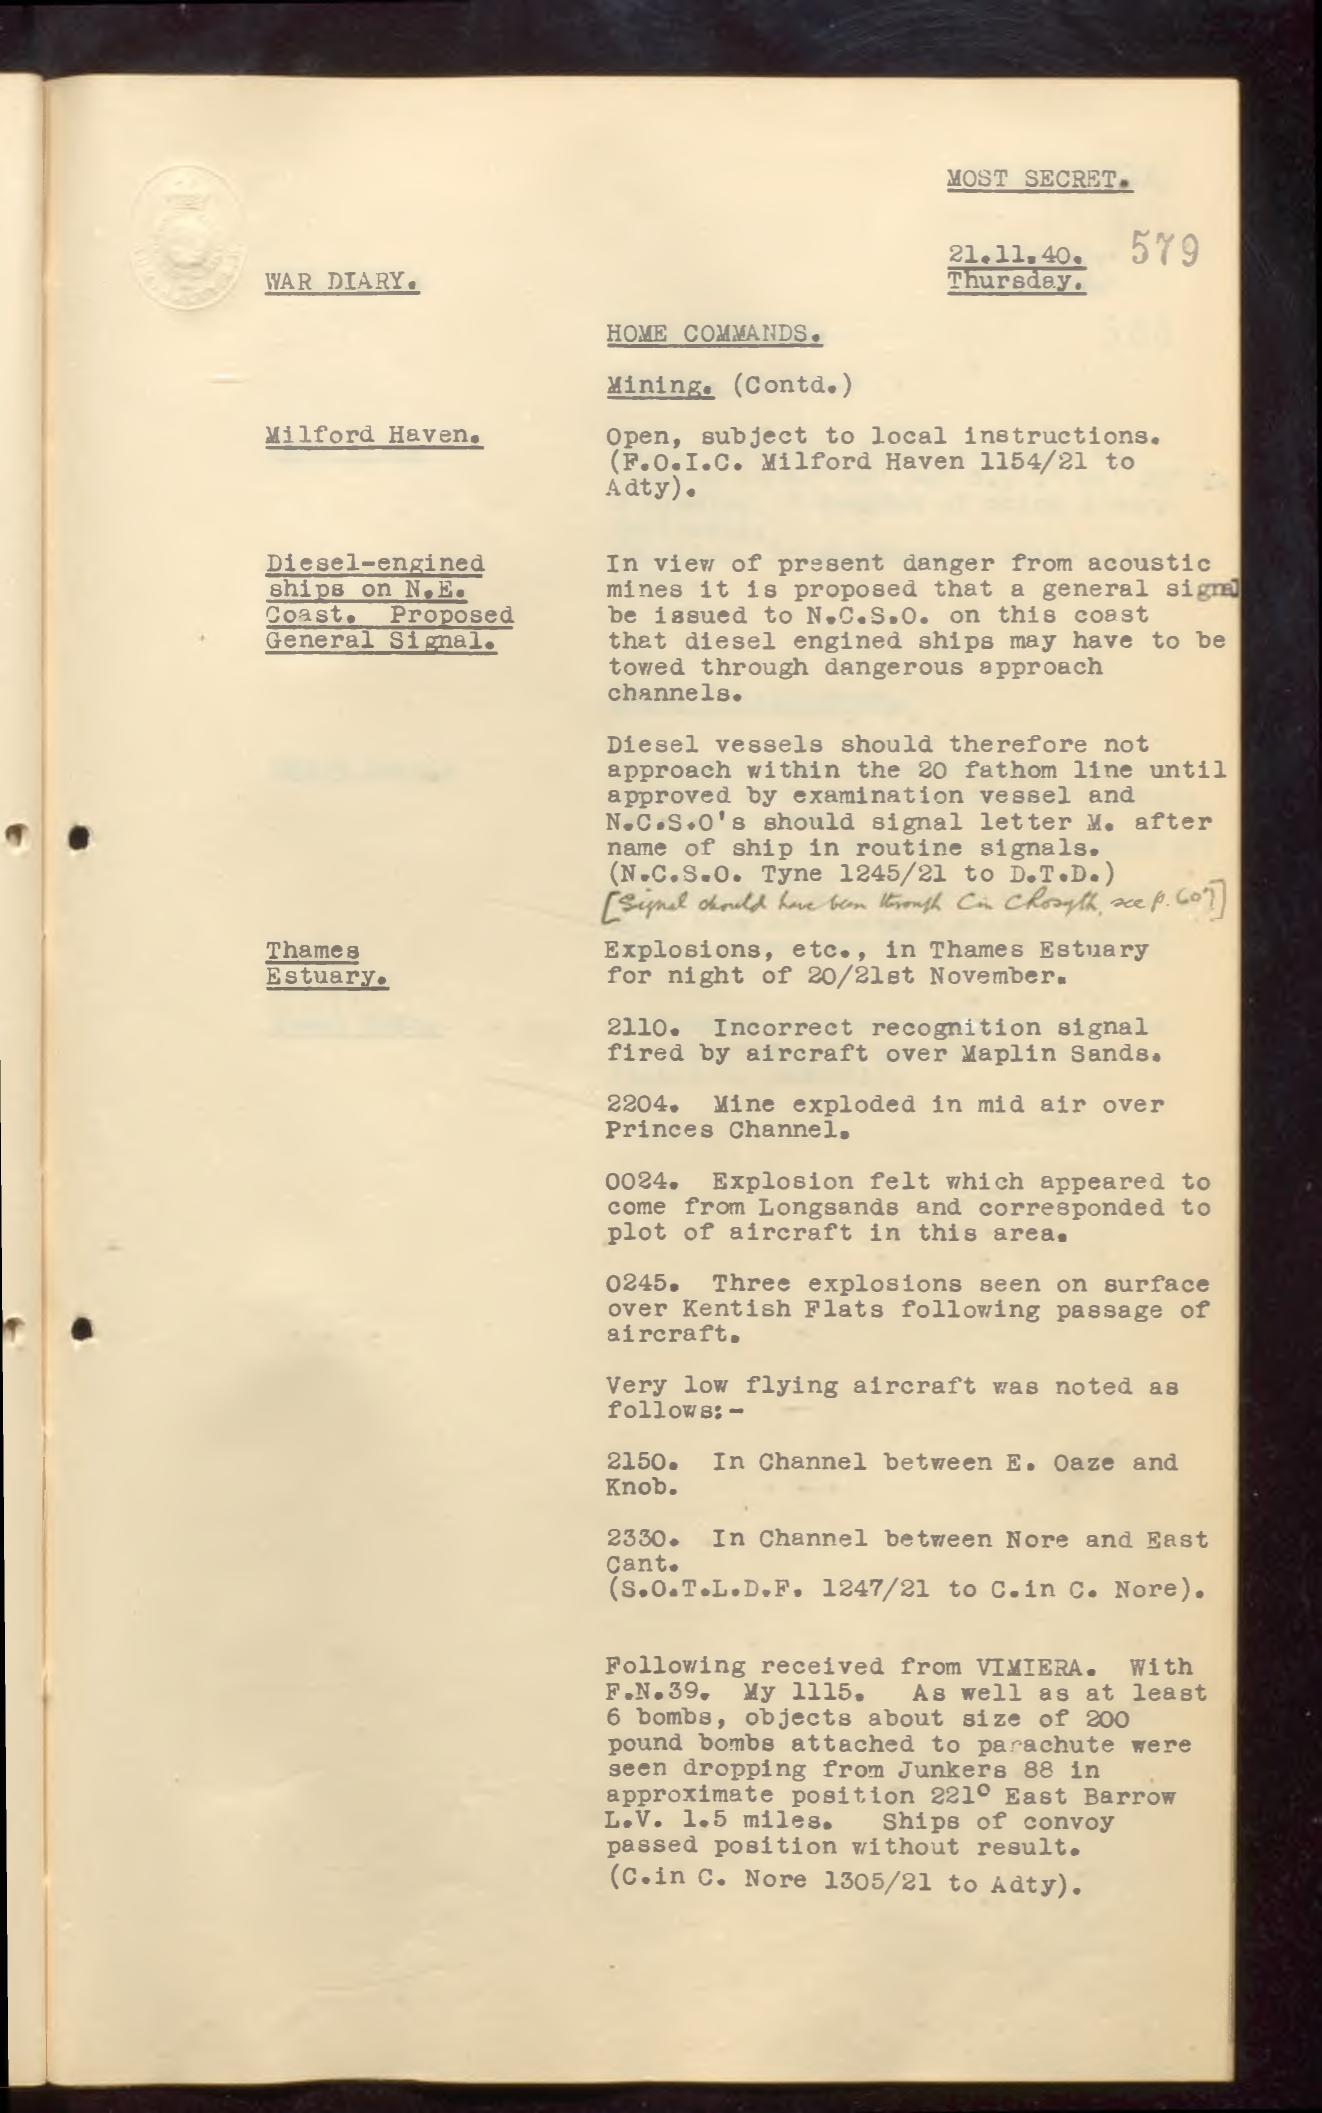 MOST SECRET.
21.11.40. 579
Thursday.
WAR DIARY.
HOME COMMANDS.
Mining. (Contd.)
Milford Haven.
Open, subject to local instructions.
(F.O.I.C. Milford Haven 1154/21 to
Adty).
Diesel-engined
ships on N.E.
Coast. Proposed
General Signal.
In view of present danger from acoustic
mines it is proposed that a general signal
be issued to N.C.S.O. on this coast
that diesel engined ships may have to be
towed through dangerous approach
channels.
Diesel vessels should therefore not
approach within the 20 fathom line until
approved by examination vessel and
N.C.S.O's should signal letter M. after
name of ship in routine signals.
(N.C.S.O. Tyne 1245/21 to D.T.D.)
[Signal should have been through C in C Rosyth, see p. 607]
Thames
Estuary.
Explosions, etc., in Thames Estuary
for night of 20/21st November.
2110. Incorrect recognition signal
fired by aircraft over Maplin Sands.
2204. Mine exploded in mid air over
Princes Channel.
0024. Explosion felt which appeared to
come from Longsands and corresponded to
plot of aircraft in this area.
0245. Three explosions seen on surface
over Kentish Flats following passage of
aircraft.
Very low flying aircraft was noted as
follows:-
2150. In Channel between E. Oaze and
Knob.
2330. In Channel between Nore and East
Cant.
(S.O.T.L.D.F. 1247/21 to C.in C. Nore).
Following received from VIMIERA. With
F.N.39. My 1115. As well as at least
6 bombs, objects about size of 200
pound bombs attached to parachute were
seen dropping from Junkers 88 in
approximate position 221° East Barrow
L.V. 1.5 miles. Ships of convoy
passed position without result.
(C.in C. Nore 1305/21 to Adty).